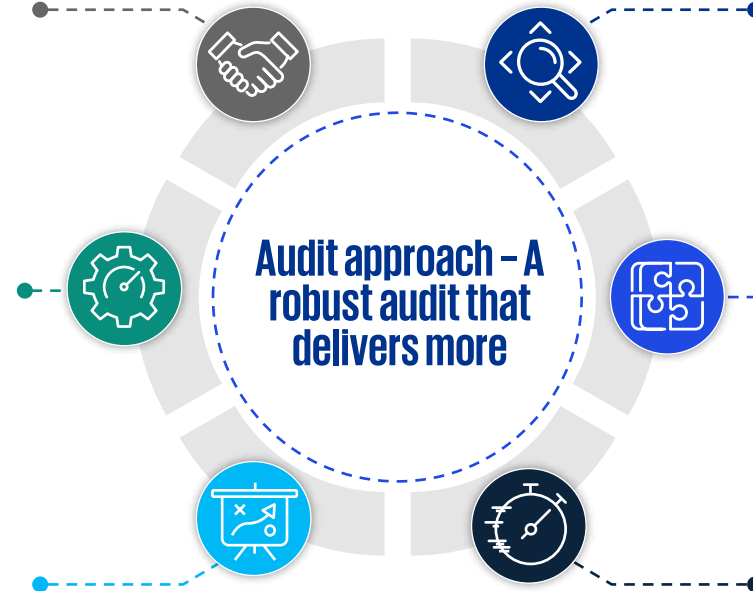 Audit approach – A
robust audit that
delivers more